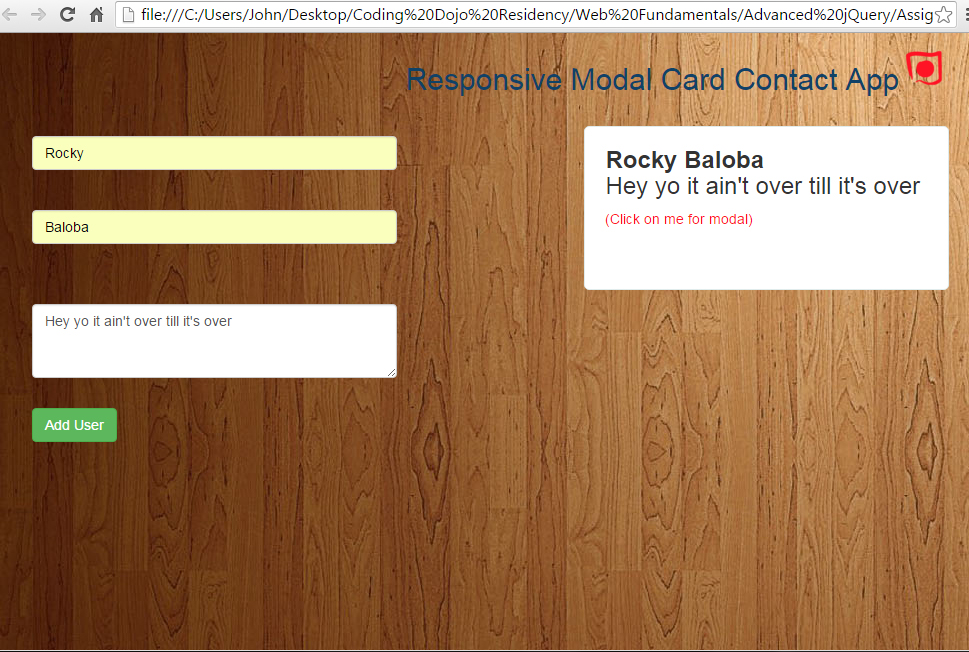 file:///C:/Users/John/Desktop/Coding%20Dojo%20Residency/Web%20Fundamentals/Advanced%20jQuery/Assig
Responsive Modal Card Contact App
Rocky
Baloba
Hey yo it ain't over till it's over
Add User
Rocky Baloba
Hey yo it ain't over till it's over
(Click on me for modal)